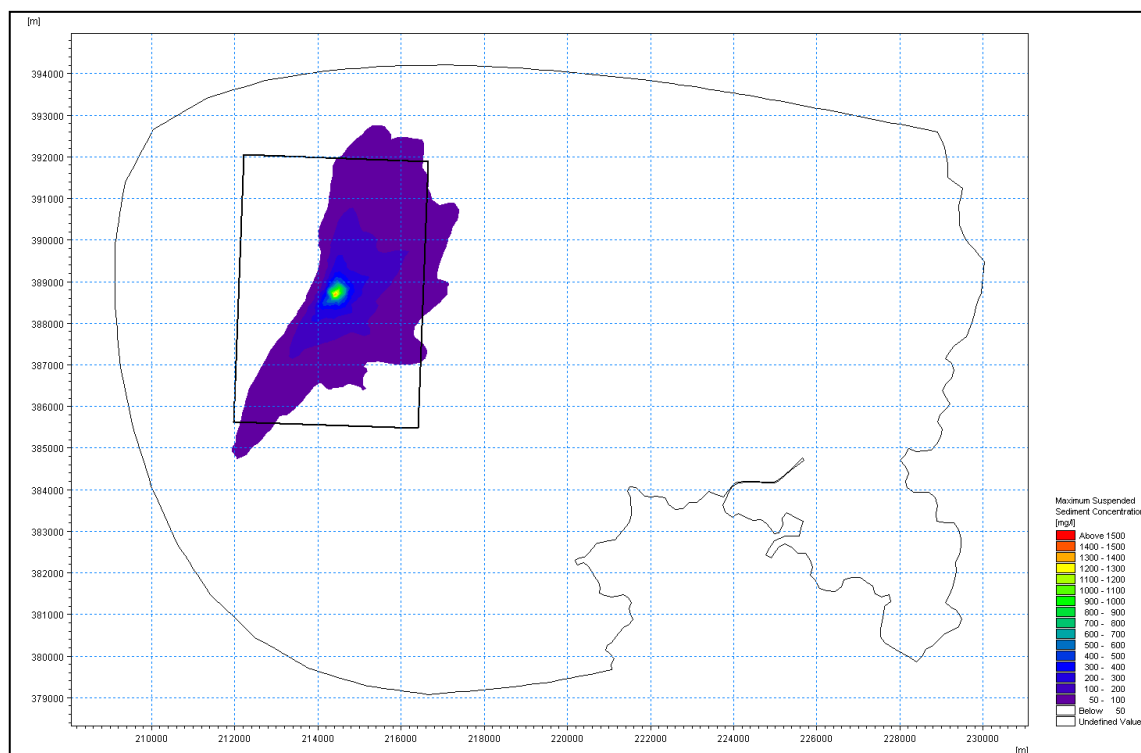 [m]
394000
393000
392000
391000
390000
389000
388000
387000
386000
385000
384000
383000
382000
381000
380000
379000
210000 212000 214000 216000 218000 220000 222000 224000 226000 228000 230000
[m]
Maximum Suspended
Sediment Concentration
[mg/l]
Above 1500
1400 - 1500
1300 - 1400
1200 - 1300
1100 - 1200
1000 - 1100
900 - 1000
800 - 900
700 - 800
600 - 700
500 - 600
400 - 500
300 - 400
200 - 300
100 - 200
50 - 100
Below 50
Undefined Value